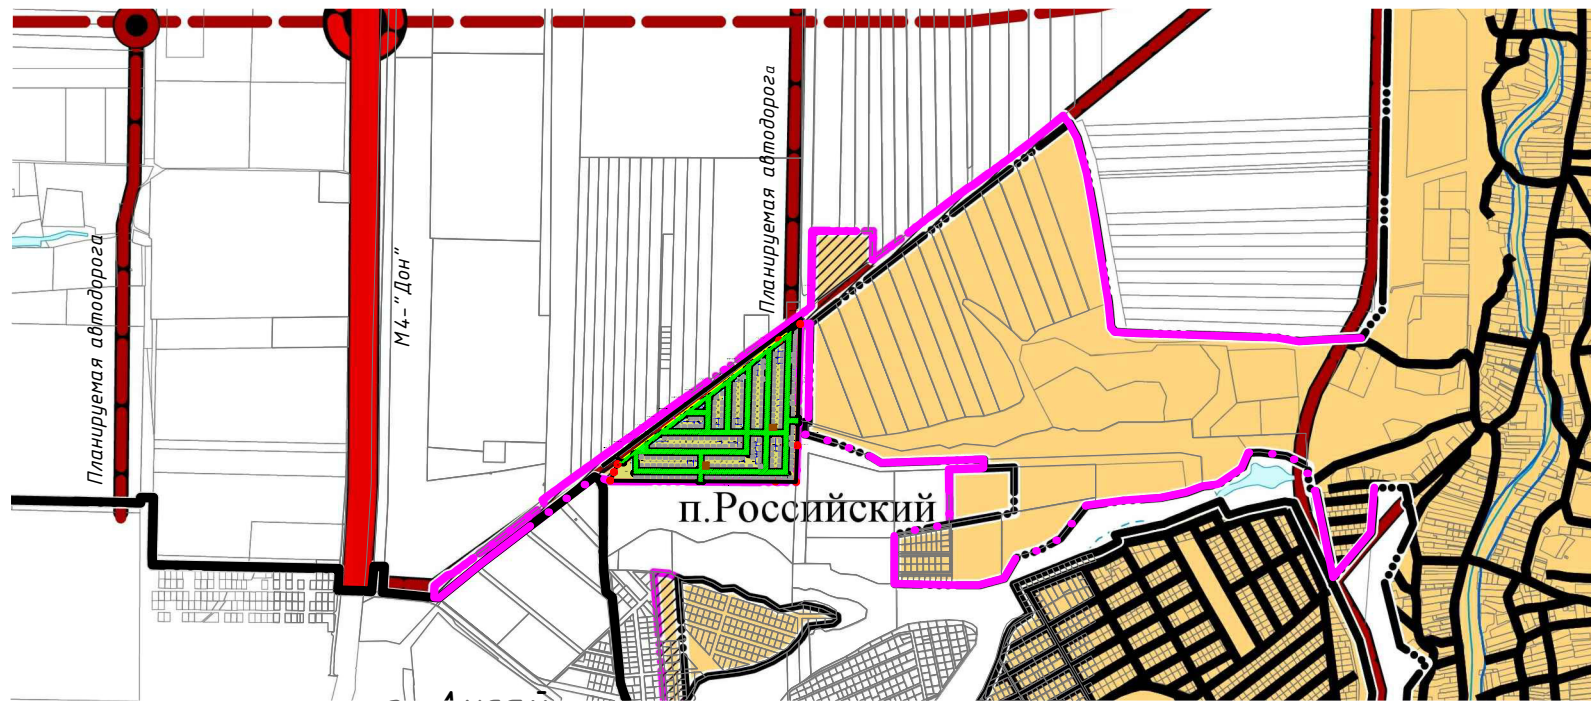 Планируемая автодорога
М4-"Дон"
Планируемая автодорога
п.Российский